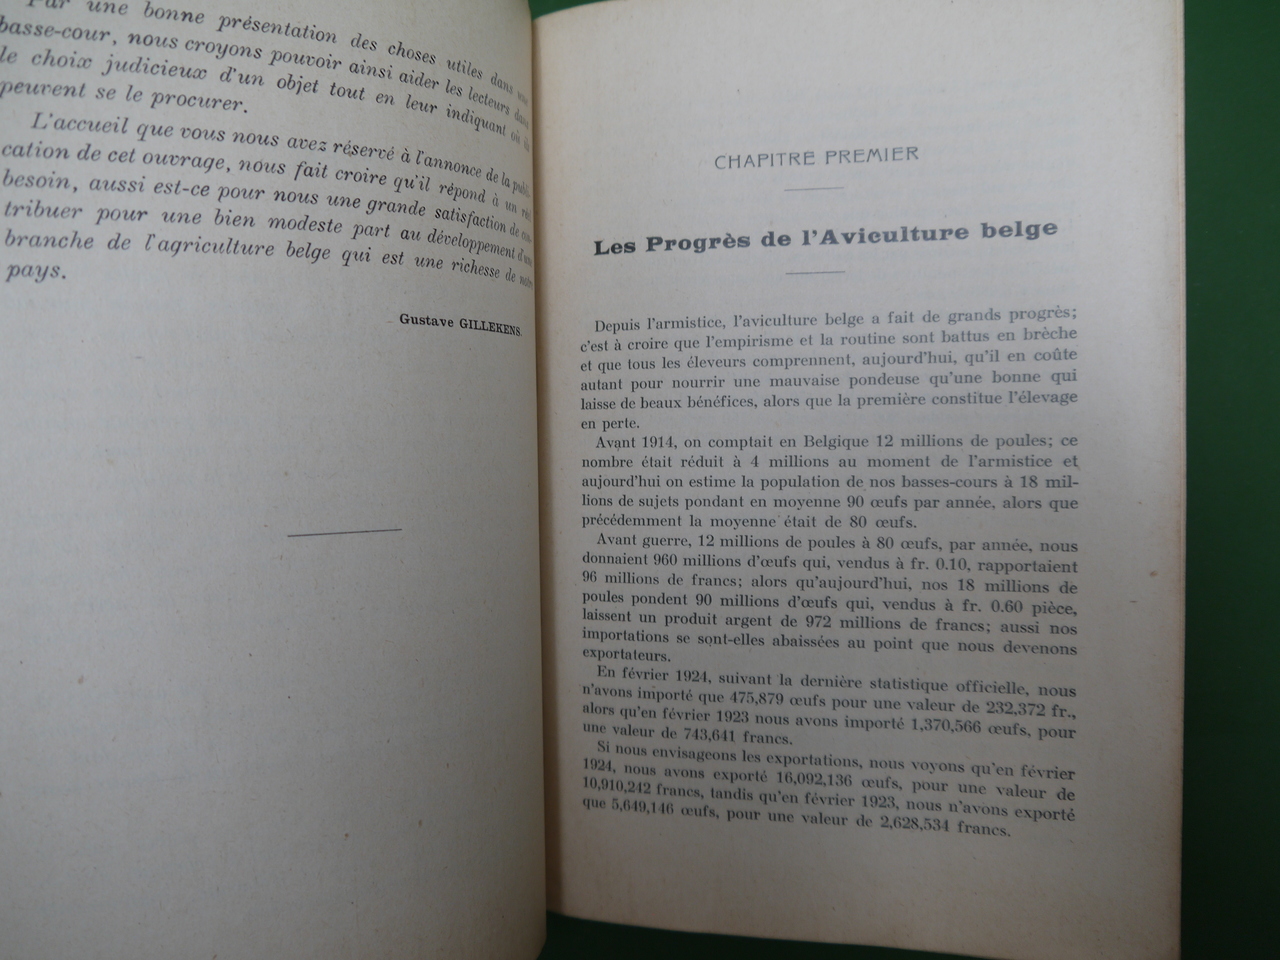 Par une bonne présentation des choses utiles dans
basse-cour, nous croyons pouvoir ainsi aider les lecteurs dans
le choix judicieux d'un objet tout en leur indiquant où
peuvent se le procurer.
L'accueil que vous nous avez réservé à l'annonce de la publi-
cation de cet ouvrage, nous fait croire qu'il répond à un
besoin, aussi est-ce pour nous une grande satisfaction de con-
tribuer pour une bien modeste part au développement d'une
branche de l'agriculture belge qui est une richesse de notre
pays.
Gustave GILLEKENS.
CHAPITRE PREMIER
Les Progrès de l'Aviculture belge
Depuis l'armistice, l'aviculture belge a fait de grands progrès;
c'est à croire que l'empirisme et la routine sont battus en brèche
et que tous les éleveurs comprennent, aujourd'hui, qu'il en coûte
autant pour nourrir une mauvaise pondeuse qu'une bonne qui
laisse de beaux bénéfices, alors que la première constitue l'élevage
en perte.
Avant 1914, on comptait en Belgique 12 millions de poules; ce
nombre était réduit à 4 millions au moment de l'armistice et
aujourd'hui on estime la population de nos basses-cours à 18 mil-
lions de sujets pondant en moyenne 90 œufs par année, alors que
précédemment la moyenne était de 80 œufs.
Avant guerre, 12 millions de poules à 80 œufs, par année, nous
donnaient 960 millions d'œufs qui, vendus à fr. 0.10, rapportaient
96 millions de francs; alors qu'aujourd'hui, nos 18 millions de
poules pondent 90 millions d'œufs qui, vendus à fr. 0.60 pièce,
laissent un produit argent de 972 millions de francs; aussi nos
importations se sont-elles abaissées au point que nous devenons
exportateurs.
En février 1924, suivant la dernière statistique officielle, nous
n'avons importé que 475,879 œufs pour une valeur de 232,372 fr.,
alors qu'en février 1923 nous avons importé 1,370,566 œufs, pour
une valeur de 743,641 francs.
Si nous envisageons les exportations, nous voyons qu'en février
1924, nous avons exporté 16,092,136 œufs, pour une valeur de
10,910,242 francs, tandis qu'en février 1923, nous n'avons exporté
que 5,649,146 œufs, pour une valeur de 2,628,534 francs.